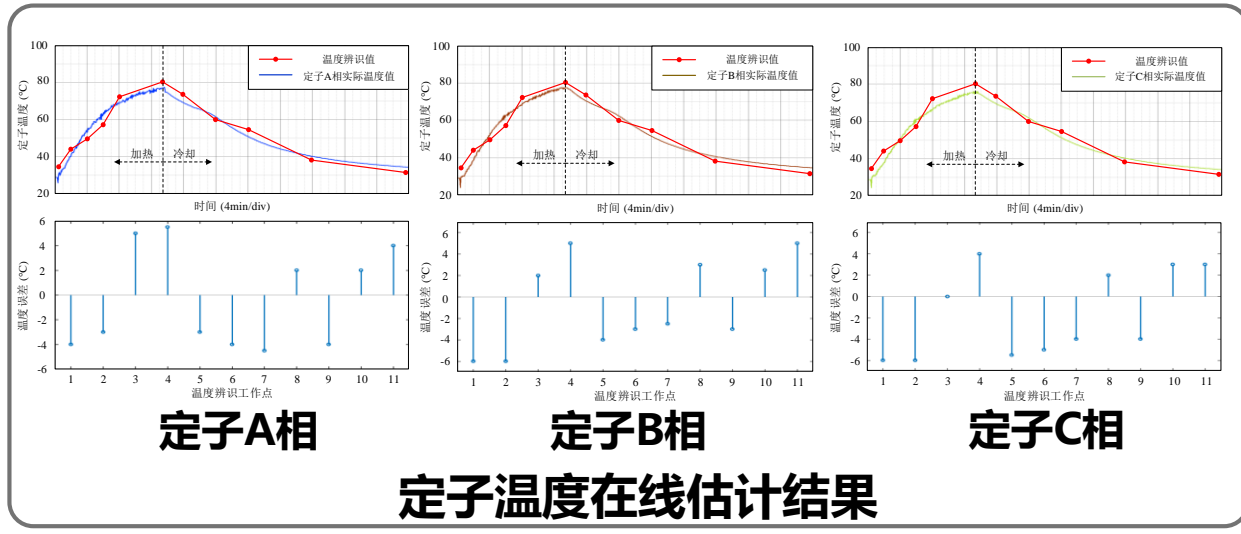 100
80
60
40
20
定子温度 (℃)
温度辨识值
定子A相实际温度值
加热 冷却
时间 (4min/div)
6
4
2
0
-2
-4
-6
温度误差(℃)
1 2 3 4 5 6 7 8 9 10 11
温度辨识工作点
定子A相
100
80
60
40
20
定子温度 (℃)
温度辨识值
定子B相实际温度值
加热 冷却
时间 (4min/div)
6
4
2
0
-2
-4
-6
温度误差(℃)
1 2 3 4 5 6 7 8 9 10 11
温度辨识工作点
定子B相
100
80
60
40
20
定子温度 (℃)
温度辨识值
定子C相实际温度值
加热 冷却
时间 (4min/div)
6
4
2
0
-2
-4
-6
温度误差(℃)
1 2 3 4 5 6 7 8 9 10 11
温度辨识工作点
定子C相
定子温度在线估计结果